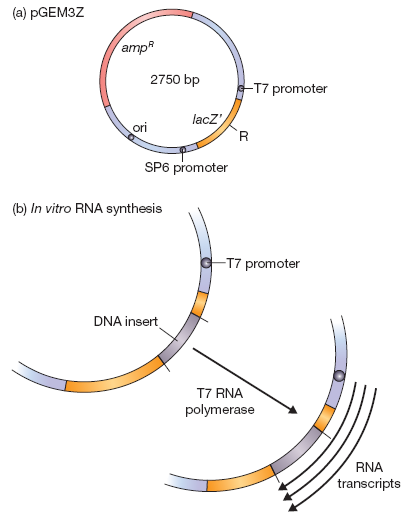 (a) pGEM3Z
ampR
2750 bp
T7 promoter
lacZ'
R
ori
SP6 promoter
(b) In vitro RNA synthesis
T7 promoter
DNA insert
T7 RNA
polymerase
RNA
transcripts